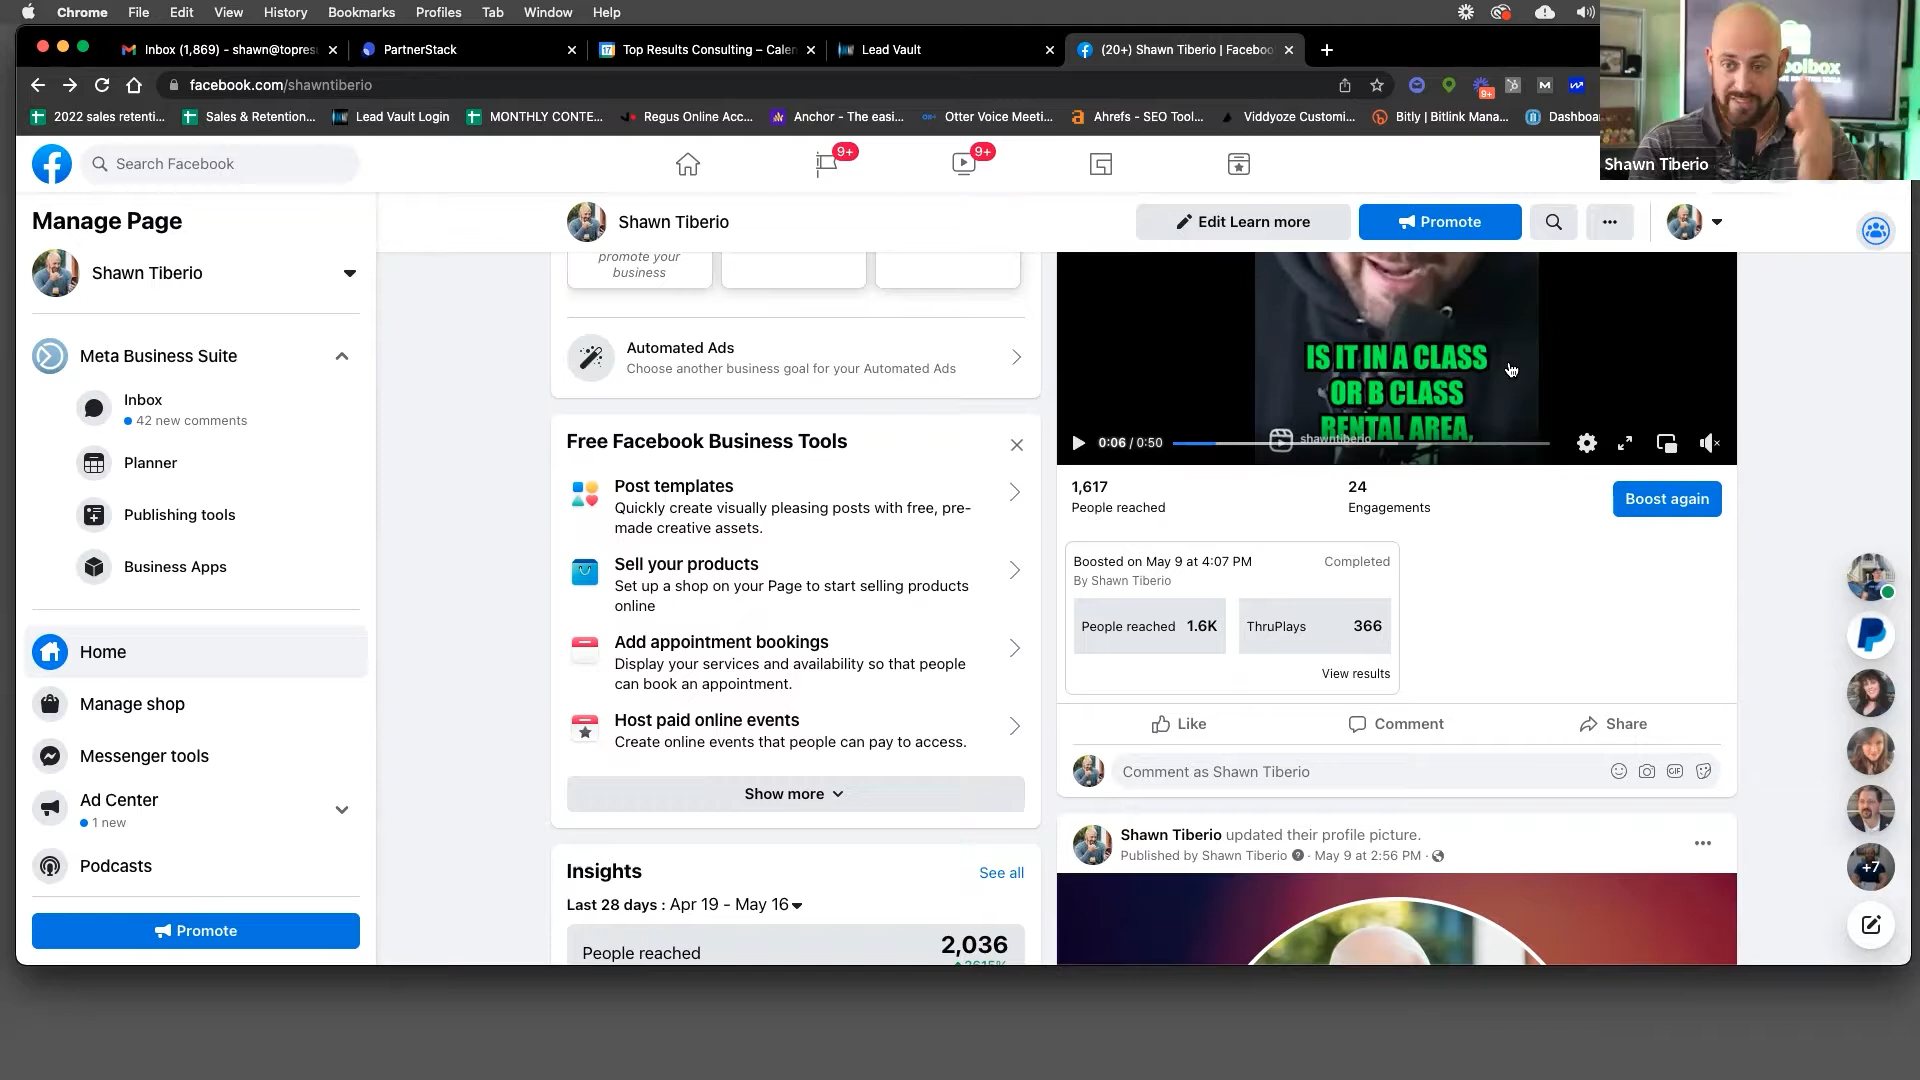 Chrome File Edit View History Bookmarks Profiles Tab Window Help
Inbox (1,869) - shawn@topres
PartnerStack
17 Top Results Consulting – Calen
Lead Vault
(20+) Shawn Tiberio | Faceboo
facebook.com/shawntiberio
9+
2022 sales retenti...
Sales & Retention...
Lead Vault Login
MONTHLY CONTE...
Regus Online Acc...
Anchor - The easi...
Otter Voice Meeti...
Ahrefs - SEO Tool...
Viddyoze Customi...
Bitly | Bitlink Mana...
Dashboa
oolbox
Shawn Tiberio
Search Facebook
9+
9+
Manage Page
Shawn Tiberio
Meta Business Suite
Inbox
42 new comments
Planner
Publishing tools
Business Apps
Home
Manage shop
Messenger tools
Ad Center
1 new
Podcasts
Promote
Shawn Tiberio
Edit Learn more
Promote
promote your
business
Automated Ads
Choose another business goal for your Automated Ads
Free Facebook Business Tools
Post templates
Quickly create visually pleasing posts with free, pre-
made creative assets.
Sell your products
Set up a shop on your Page to start selling products
online
Add appointment bookings
Display your services and availability so that people
can book an appointment.
Host paid online events
Create online events that people can pay to access.
Show more
Insights
See all
Last 28 days : Apr 19 - May 16
People reached
2,036
IS IT IN A CLASS
OR B CLASS
RENTAL AREA,
shawntiberio
0:06 / 0:50
1,617
People reached
24
Engagements
Boost again
Boosted on May 9 at 4:07 PM
Completed
By Shawn Tiberio
People reached 1.6K
ThruPlays 366
View results
Like
Comment
Share
Comment as Shawn Tiberio
GIF
Shawn Tiberio updated their profile picture.
Published by Shawn Tiberio · May 9 at 2:56 PM ·
+7